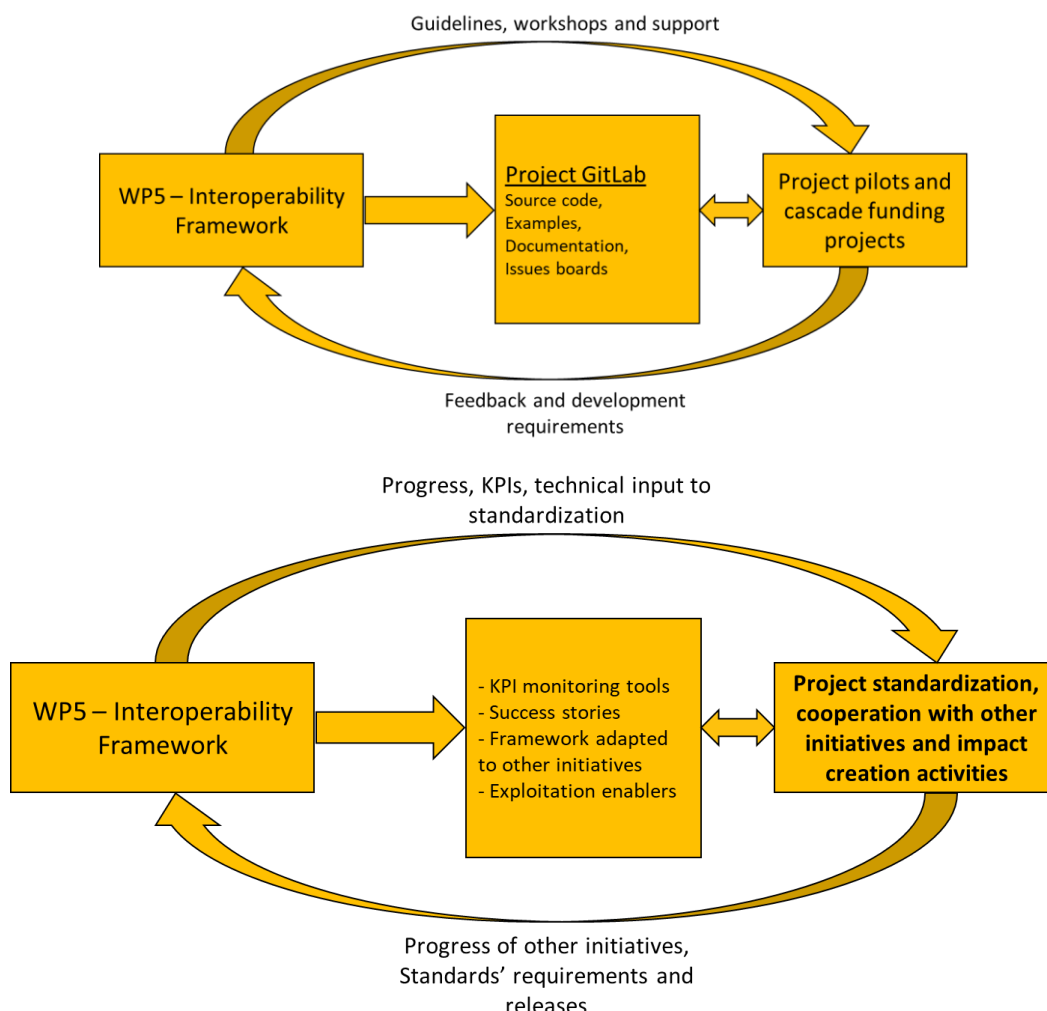 Guidelines, workshops and support
WP5 – Interoperability
Framework
Project GitLab
Source code,
Examples,
Documentation,
Issues boards
Project pilots and
cascade funding
projects
Feedback and development
requirements
Progress, KPIs, technical input to
standardization
WP5 – Interoperability
Framework
- KPI monitoring tools
- Success stories
- Framework adapted
to other initiatives
- Exploitation enablers
Project standardization,
cooperation with other
initiatives and impact
creation activities
Progress of other initiatives,
Standards’ requirements and
releases